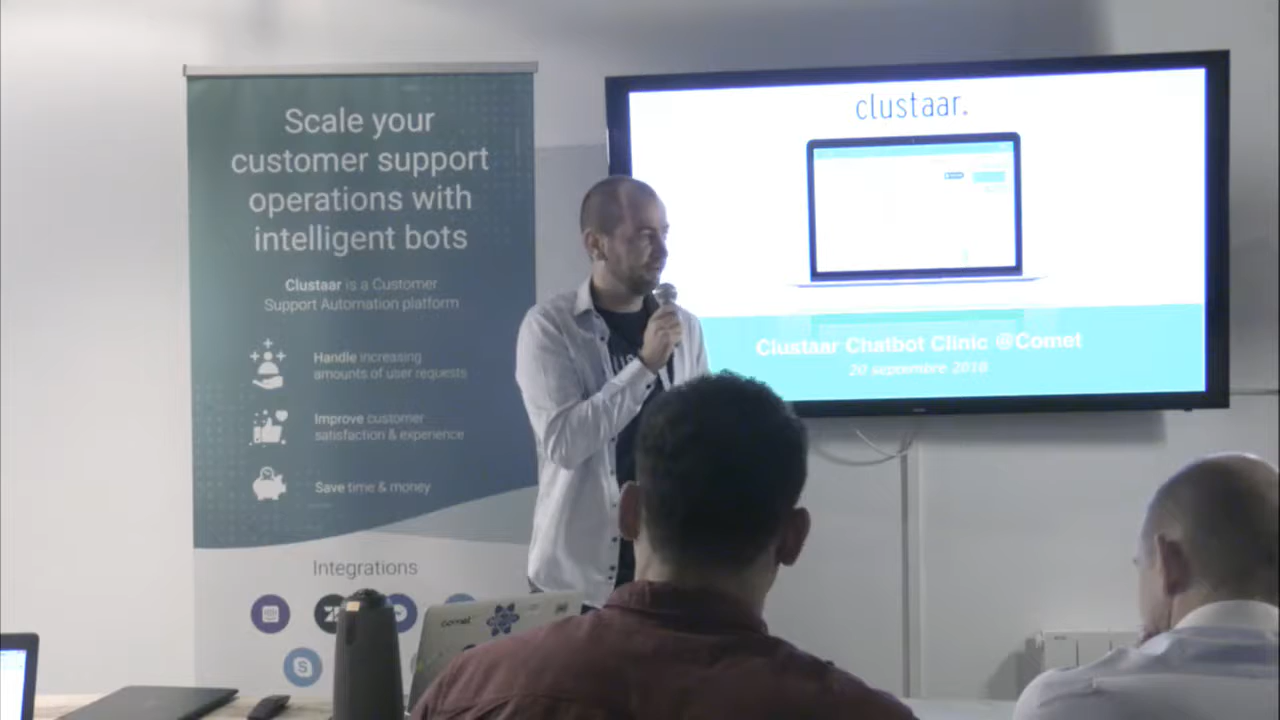 Scale your
customer support
operations with
intelligent bots
Clustaar is a Customer
Support Automation platform
Handle increasing
amounts of user requests
Improve customer
satisfaction & experience
Save time & money
Integrations
clustaar.
Clustaar Chatbot Clinic @Comet
20 septembre 2018
comet